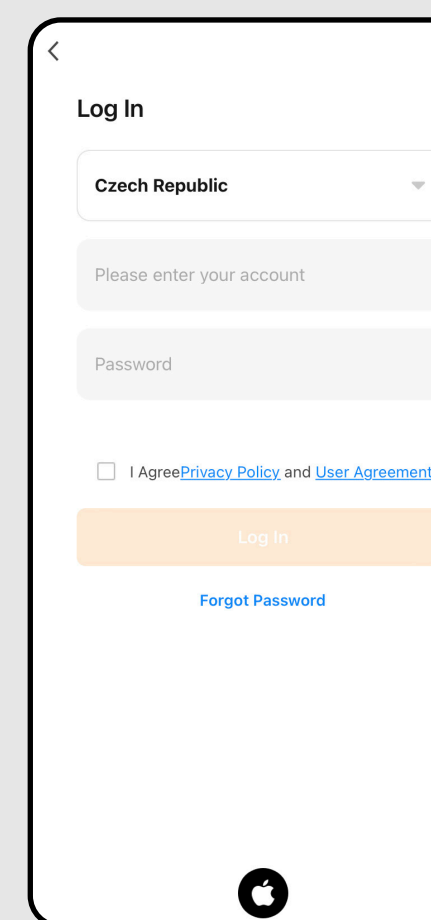 Log In
Czech Republic
Please enter your account
Password
I AgreePrivacy Policy and User Agreement
Log In
Forgot Password